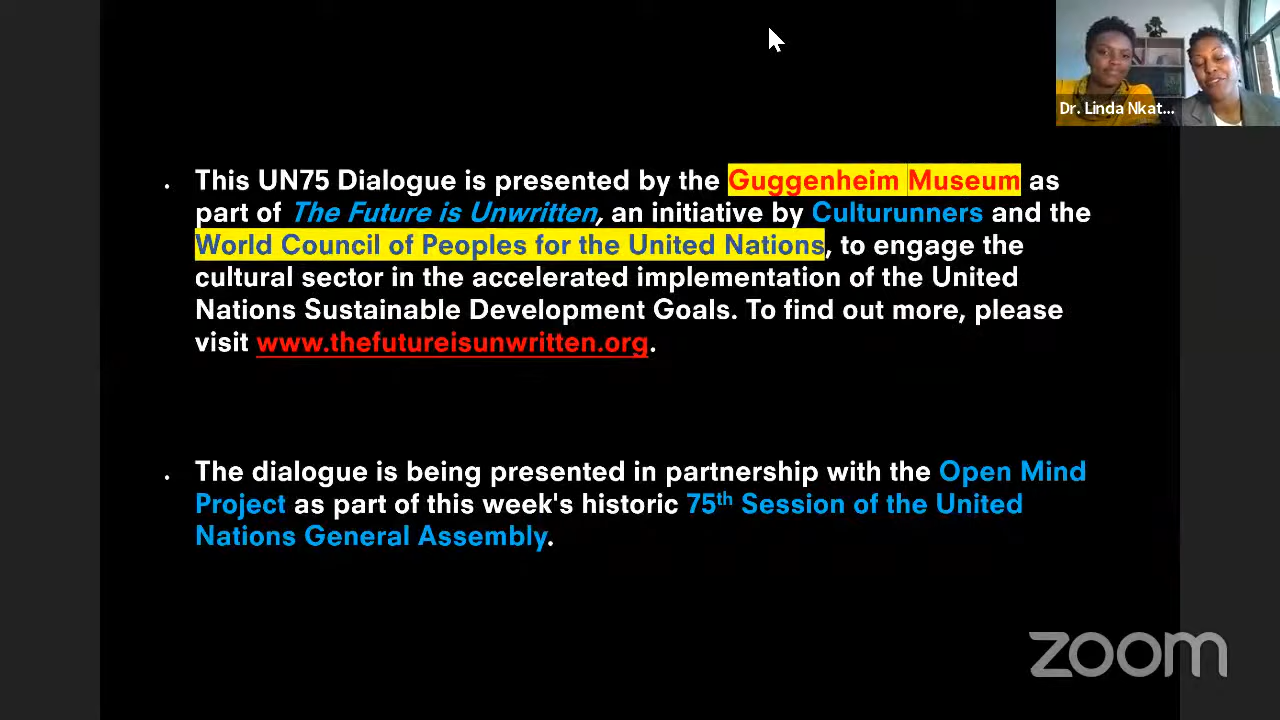 Dr. Linda Nkat...
This UN75 Dialogue is presented by the Guggenheim Museum as
part of The Future is Unwritten, an initiative by Culturunners and the
World Council of Peoples for the United Nations, to engage the
cultural sector in the accelerated implementation of the United
Nations Sustainable Development Goals. To find out more, please
visit www.thefutureisunwritten.org.
The dialogue is being presented in partnership with the Open Mind
Project as part of this week's historic 75th Session of the United
Nations General Assembly.
zoom